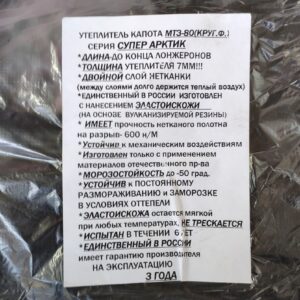 УТЕПЛИТЕЛЬ КАПОТА МТЗ-80(КРУГ.Ф.)
СЕРИЯ СУПЕР АРКТИК
*ДЛИНА-ДО КОНЦА ЛОНЖЕРОНОВ
*ТОЛЩИНА УТЕПЛИТЕЛЯ 7ММ!!!
*ДВОЙНОЙ СЛОЙ НЕТКАНКИ
(между слоями долго держится теплый воздух)
*ЕДИНСТВЕННЫЙ В РОССИИ ИЗГОТОВЛЕН
С НАНЕСЕНИЕМ ЭЛАСТОИСКОЖИ
(НА ОСНОВЕ ВУЛКАНИЗИРУЕМОЙ РЕЗИНЫ)
* ИМЕЕТ прочность нетканого полотна
на разрыв- 600 н/М
*Устойчив к механическим воздействиям
*Изготовлен только с применением
материалов отечественного пр-ва
*МОРОЗОСТОЙКОСТЬ до -50 град.
*УСТОЙЧИВ К ПОСТОЯННОМУ
РАЗМОРАЖИВАНИЮ И ЗАМОРОЗКЕ
В УСЛОВИЯХ ОТТЕПЕЛИ
*ЭЛАСТОИСКОЖА остается мягкой
при любых температурах, НЕ ТРЕСКАЕТСЯ
*ИСПЫТАН В ТЕЧЕНИИ 6 ЛЕТ
*ЕДИНСТВЕННЫЙ В РОССИИ
имеет гарантию производителя
НА ЭКСПЛУАТАЦИЮ
3 ГОДА